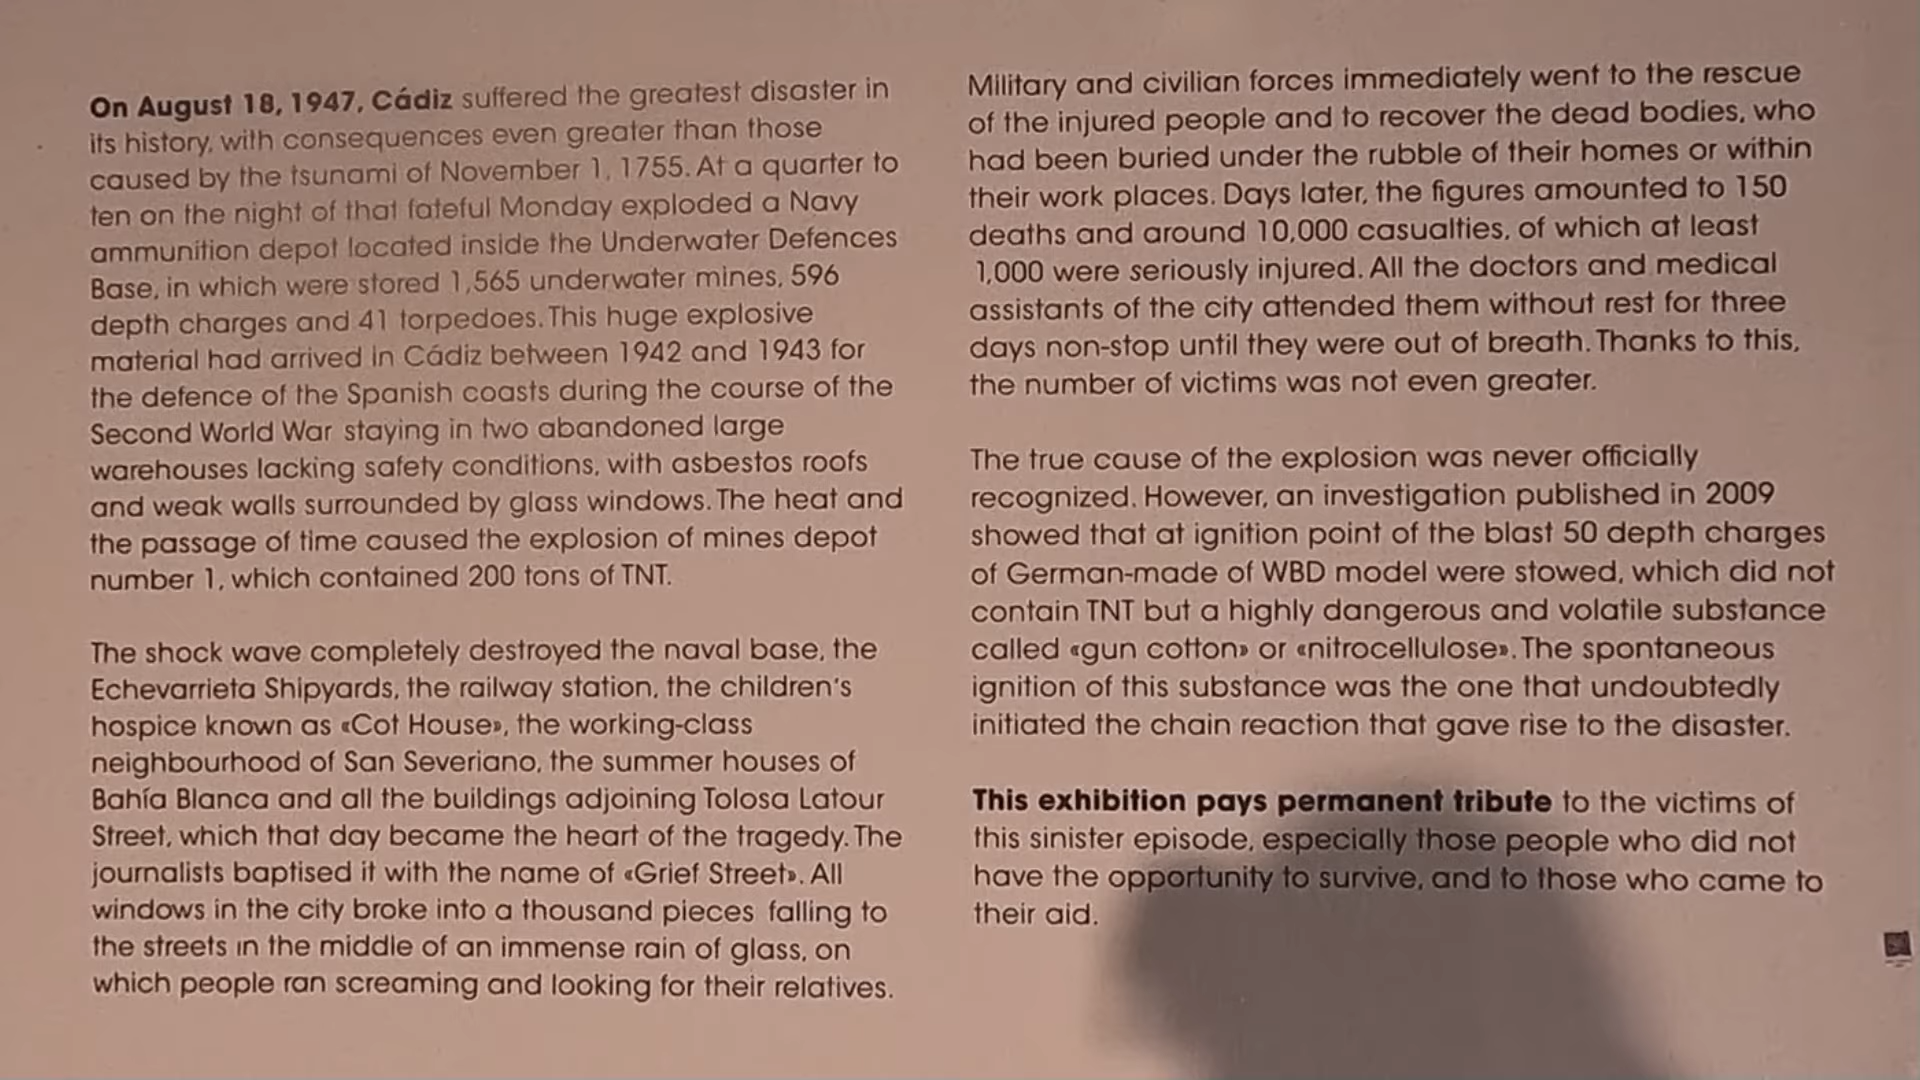 On August 18, 1947, Cádiz suffered the greatest disaster in
its history, with consequences even greater than those
caused by the tsunami of November 1, 1755. At a quarter to
ten on the night of that fateful Monday exploded a Navy
ammunition depot located inside the Underwater Defences
Base, in which were stored 1,565 underwater mines, 596
depth charges and 41 torpedoes. This huge explosive
material had arrived in Cádiz between 1942 and 1943 for
the defence of the Spanish coasts during the course of the
Second World War staying in two abandoned large
warehouses lacking safety conditions, with asbestos roofs
and weak walls surrounded by glass windows. The heat and
the passage of time caused the explosion of mines depot
number 1, which contained 200 tons of TNT.
The shock wave completely destroyed the naval base, the
Echevarrieta Shipyards, the railway station, the children's
hospice known as «Cot House», the working-class
neighbourhood of San Severiano, the summer houses of
Bahía Blanca and all the buildings adjoining Tolosa Latour
Street, which that day became the heart of the tragedy. The
journalists baptised it with the name of «Grief Street». All
windows in the city broke into a thousand pieces falling to
the streets in the middle of an immense rain of glass, on
which people ran screaming and looking for their relatives.
Military and civilian forces immediately went to the rescue
of the injured people and to recover the dead bodies, who
had been buried under the rubble of their homes or within
their work places. Days later, the figures amounted to 150
deaths and around 10,000 casualties, of which at least
1,000 were seriously injured. All the doctors and medical
assistants of the city attended them without rest for three
days non-stop until they were out of breath. Thanks to this,
the number of victims was not even greater.
The true cause of the explosion was never officially
recognized. However, an investigation published in 2009
showed that at ignition point of the blast 50 depth charges
of German-made of WBD model were stowed, which did not
contain TNT but a highly dangerous and volatile substance
called «gun cotton» or «nitrocellulose». The spontaneous
ignition of this substance was the one that undoubtedly
initiated the chain reaction that gave rise to the disaster.
This exhibition pays permanent tribute to the victims of
this sinister episode, especially those people who did not
have the opportunity to survive, and to those who came to
their aid.